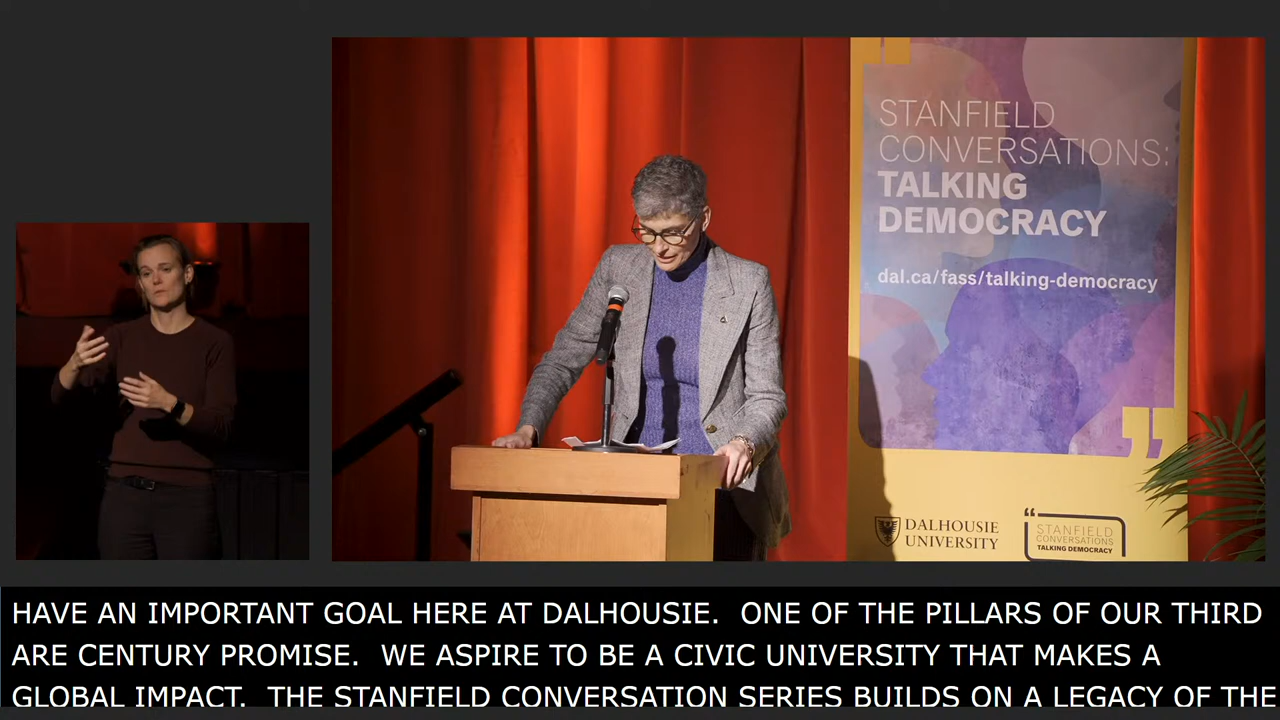 STANFIELD
CONVERSATIONS:
TALKING
DEMOCRACY
dal.ca/fass/talking-democracy
DALHOUSIE
UNIVERSITY
STANFIELD
CONVERSATIONS
TALKING DEMOCRACY
HAVE AN IMPORTANT GOAL HERE AT DALHOUSIE.  ONE OF THE PILLARS OF OUR THIRD
ARE CENTURY PROMISE.  WE ASPIRE TO BE A CIVIC UNIVERSITY THAT MAKES A
GLOBAL IMPACT.  THE STANFIELD CONVERSATION SERIES BUILDS ON A LEGACY OF THE